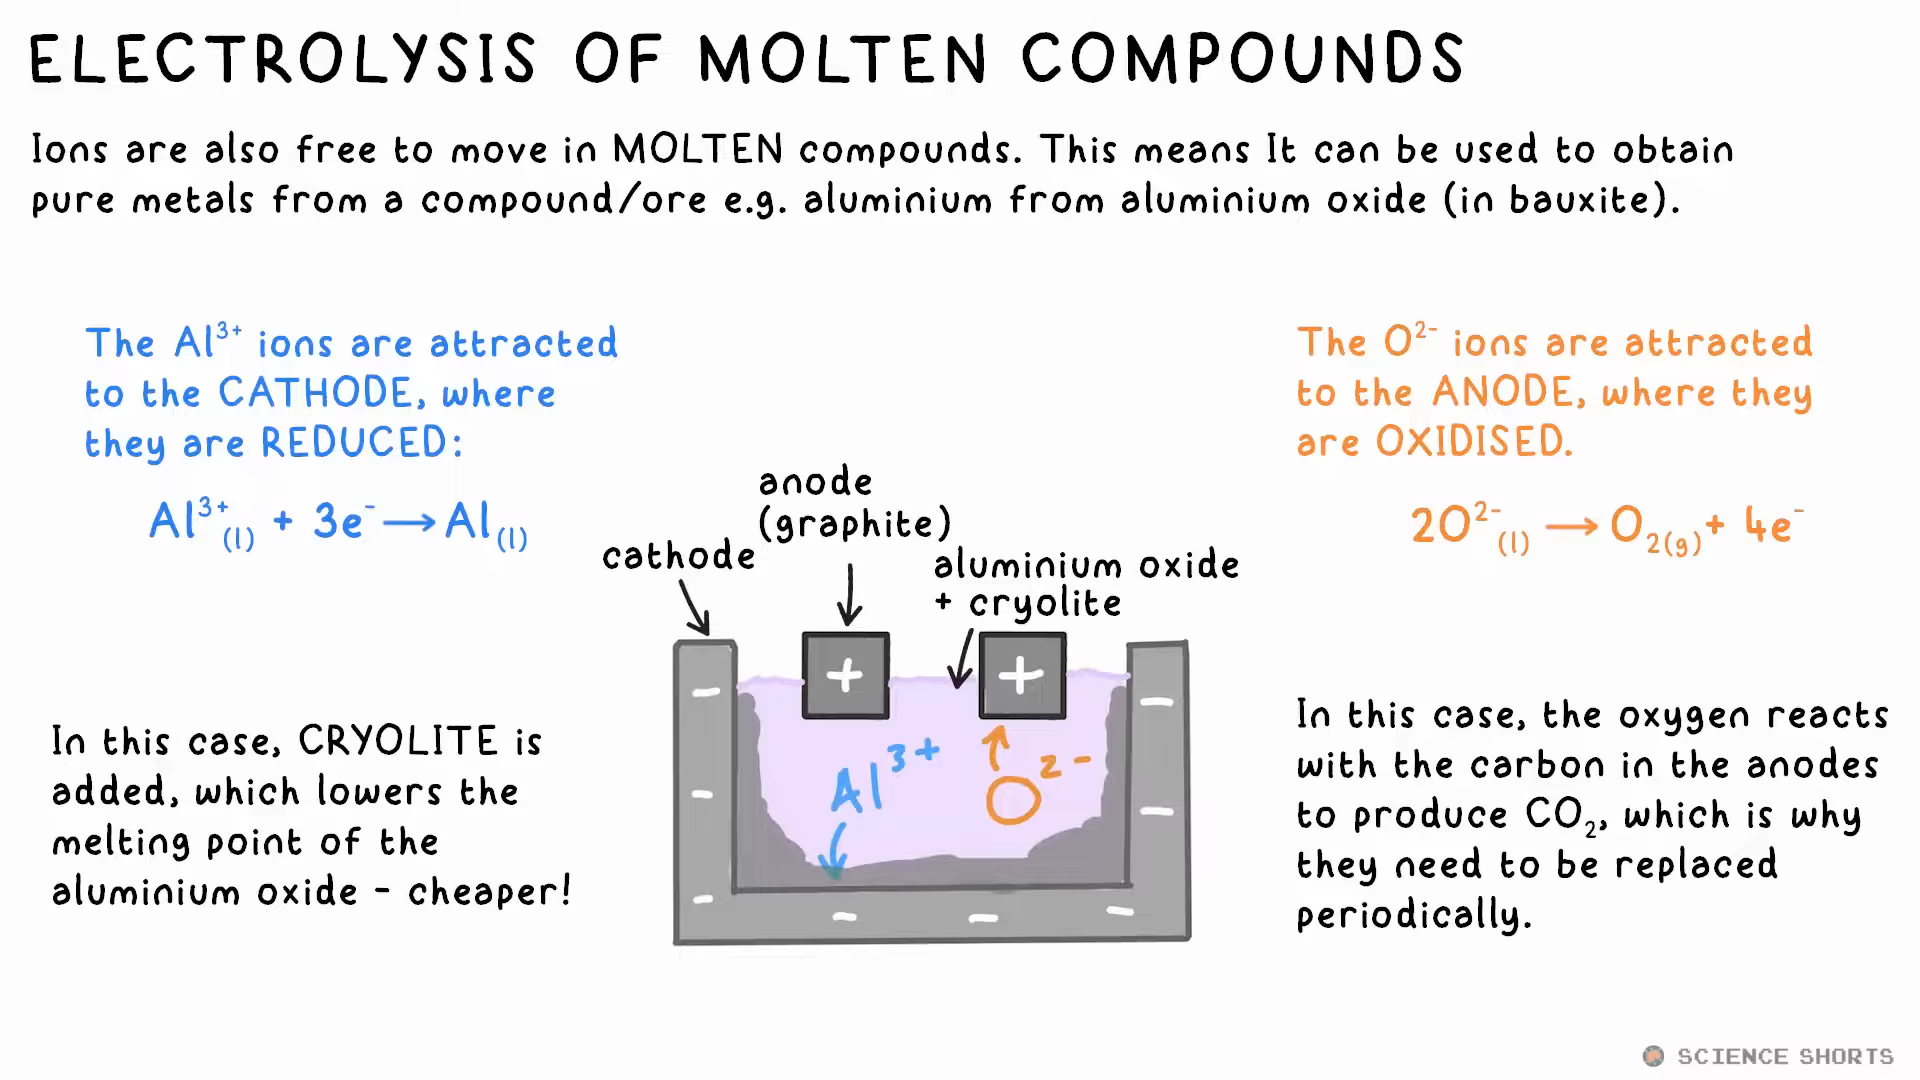 ELECTROLYSIS OF MOLTEN COMPOUNDS
Ions are also free to move in MOLTEN compounds. This means It can be used to obtain
pure metals from a compound/ore e.g. aluminium from aluminium oxide (in bauxite).
The Al³⁺ ions are attracted
to the CATHODE, where
they are REDUCED:
Al³⁺(l) + 3e⁻ ⟶ Al(l)
The O²⁻ ions are attracted
to the ANODE, where they
are OXIDISED.
2O²⁻(l) ⟶ O₂(g) + 4e⁻
anode
(graphite)
cathode
aluminium oxide
+ cryolite
+ +
Al³⁺
O²⁻
In this case, CRYOLITE is
added, which lowers the
melting point of the
aluminium oxide - cheaper!
In this case, the oxygen reacts
with the carbon in the anodes
to produce CO₂, which is why
they need to be replaced
periodically.
SCIENCE SHORTS